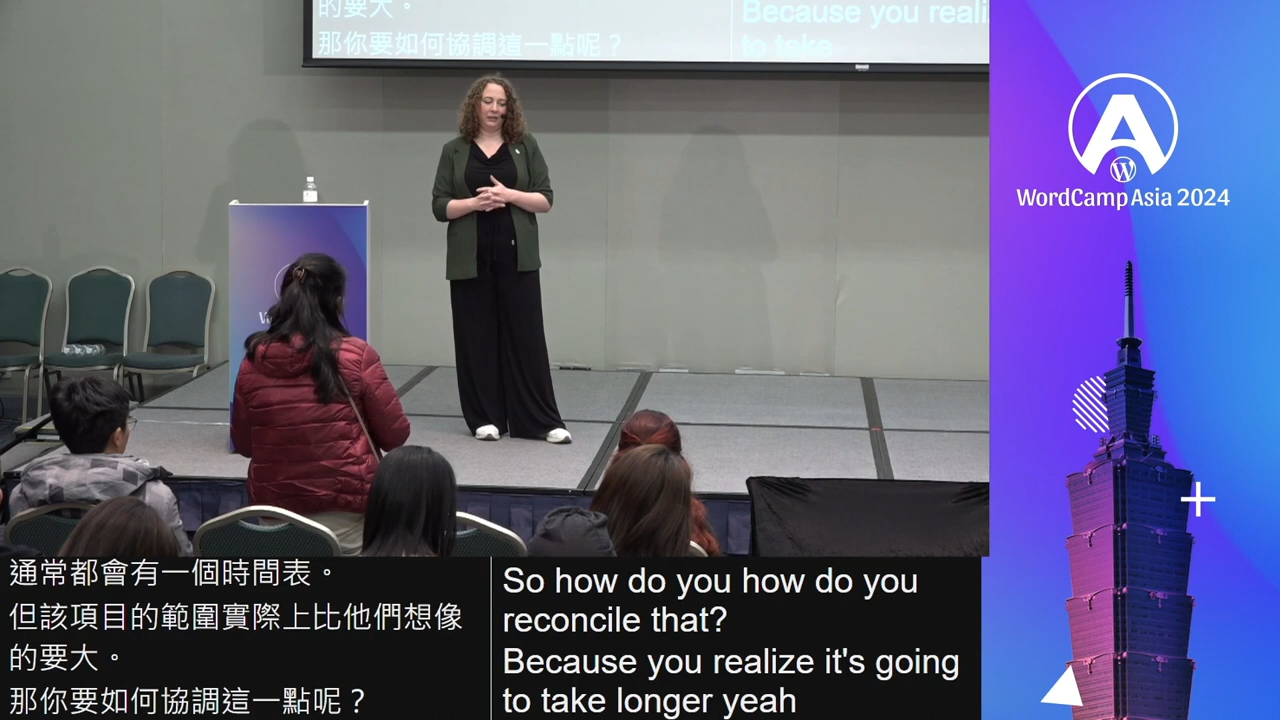 的要大。
那你要如何協調這一點呢？
Because you reali
to take
WordCamp Asia 2024
通常都會有一個時間表。
但該項目的範圍實際上比他們想像
的要大。
那你要如何協調這一點呢？
So how do you how do you
reconcile that?
Because you realize it's going
to take longer yeah